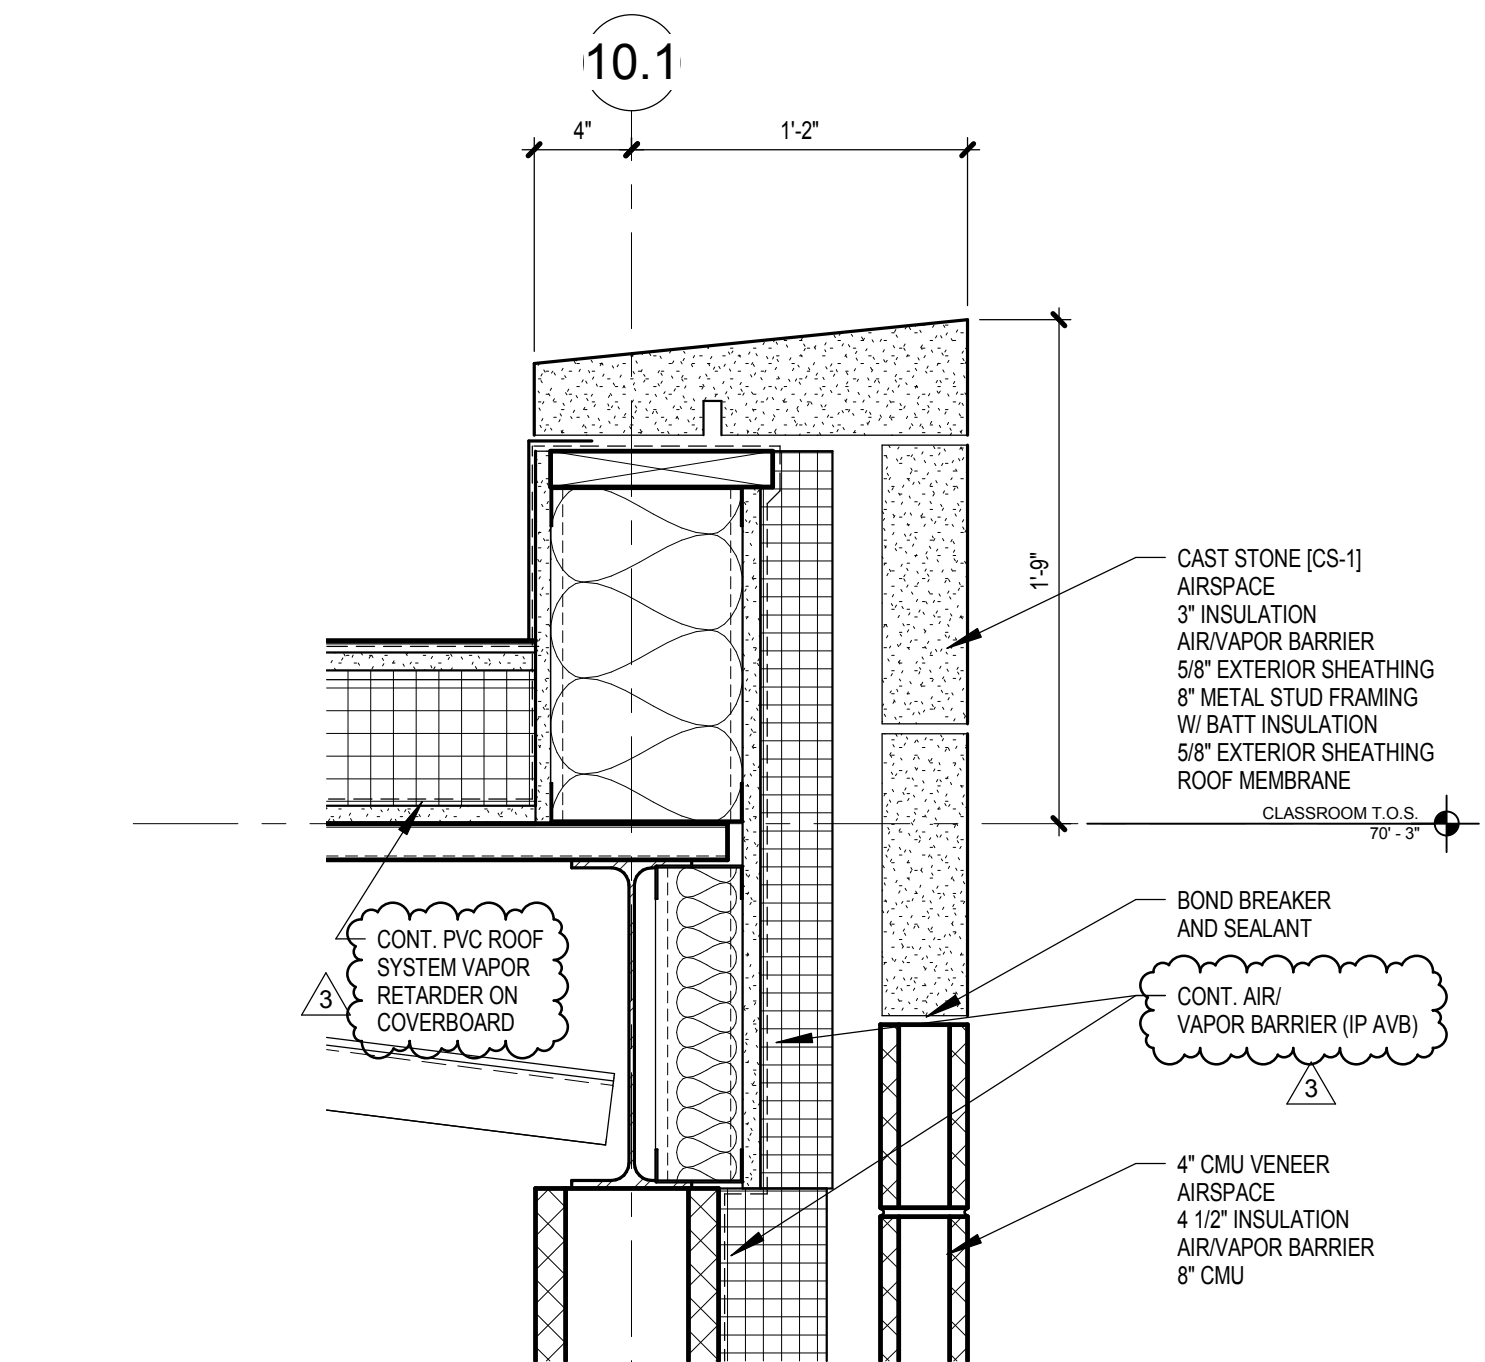 10.1
4"
1'-2"
1'-9"
CAST STONE [CS-1]
AIRSPACE
3" INSULATION
AIR/VAPOR BARRIER
5/8" EXTERIOR SHEATHING
8" METAL STUD FRAMING
W/ BATT INSULATION
5/8" EXTERIOR SHEATHING
ROOF MEMBRANE
CLASSROOM T.O.S.
70' - 3"
BOND BREAKER
AND SEALANT
CONT. PVC ROOF
SYSTEM VAPOR
RETARDER ON
COVERBOARD
3
CONT. AIR/
VAPOR BARRIER (IP AVB)
3
4" CMU VENEER
AIRSPACE
4 1/2" INSULATION
AIR/VAPOR BARRIER
8" CMU